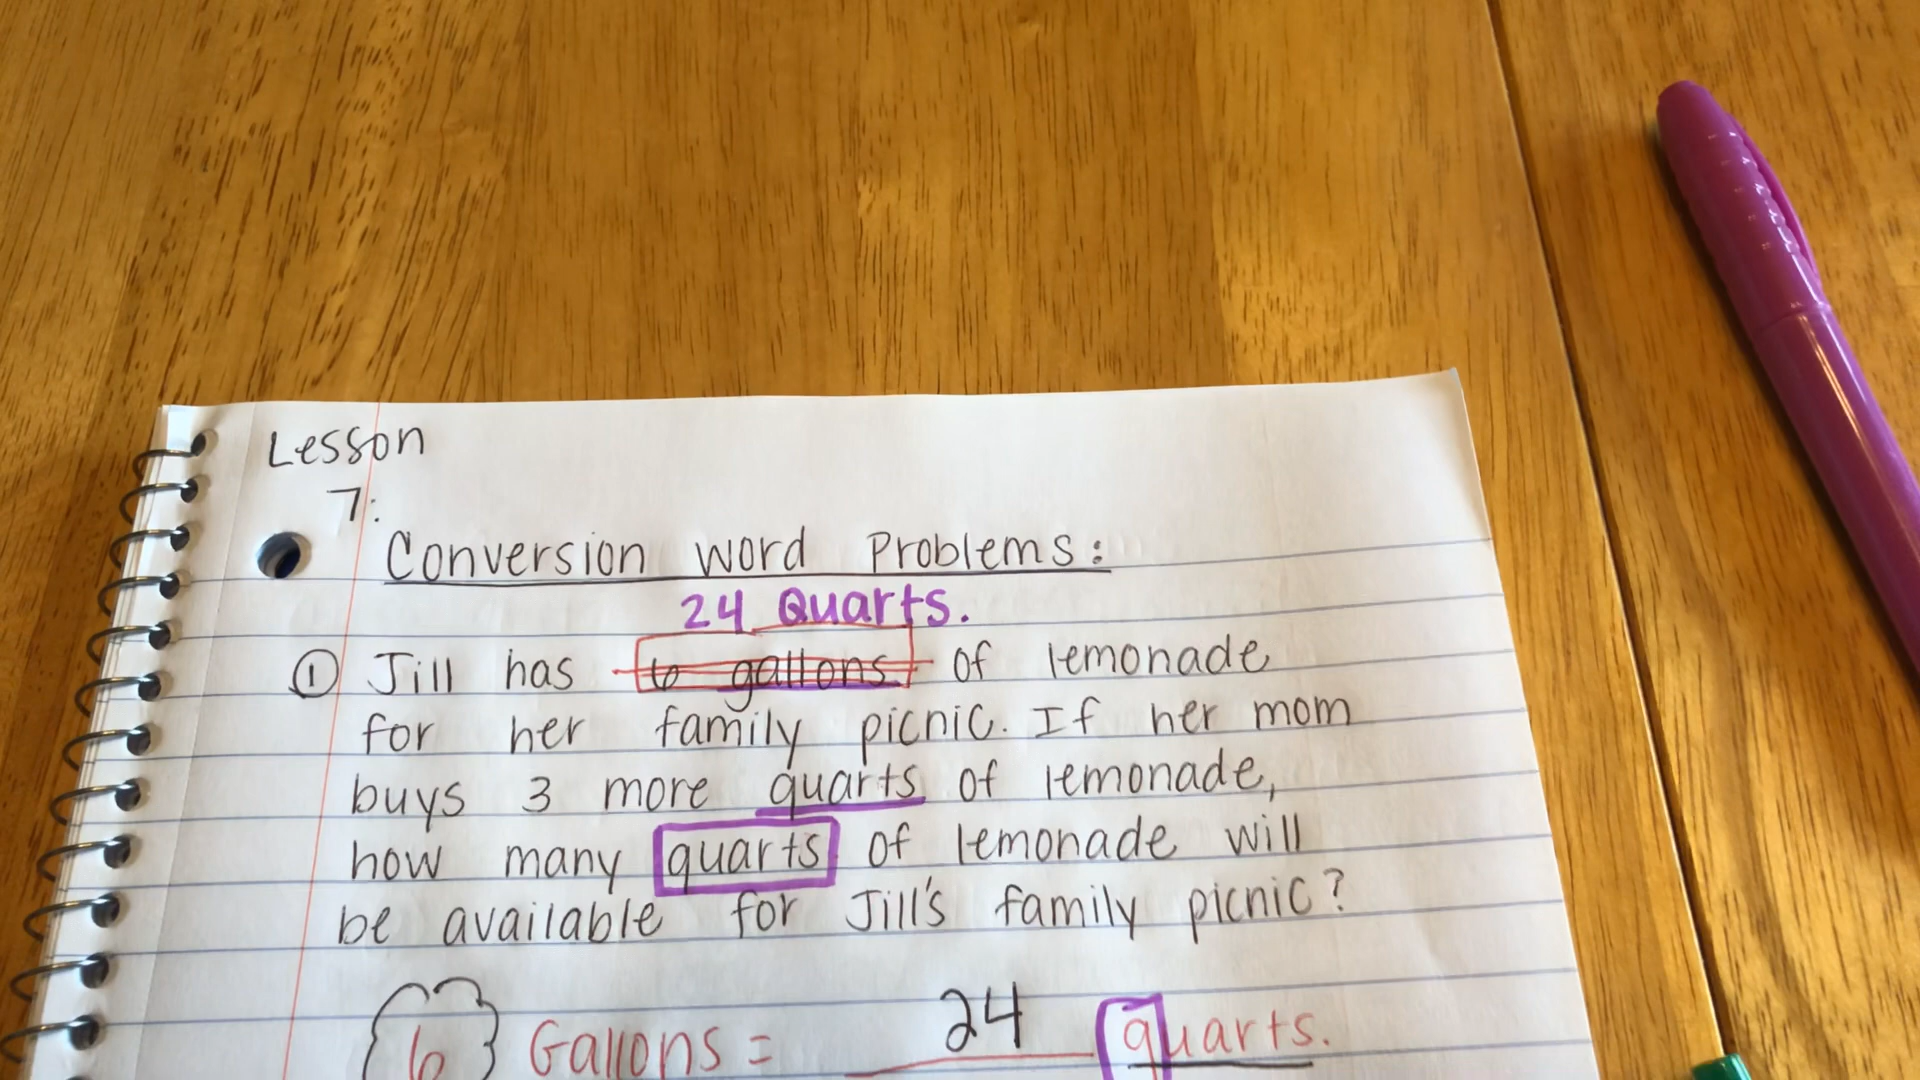 Lesson
7:
Conversion word Problems:
24 Quarts.
① Jill has 6 gallons of lemonade
for her family picnic. If her mom
buys 3 more quarts of lemonade,
how many quarts of lemonade will
be available for Jill's family picnic?
6 Gallons = 24 quarts.